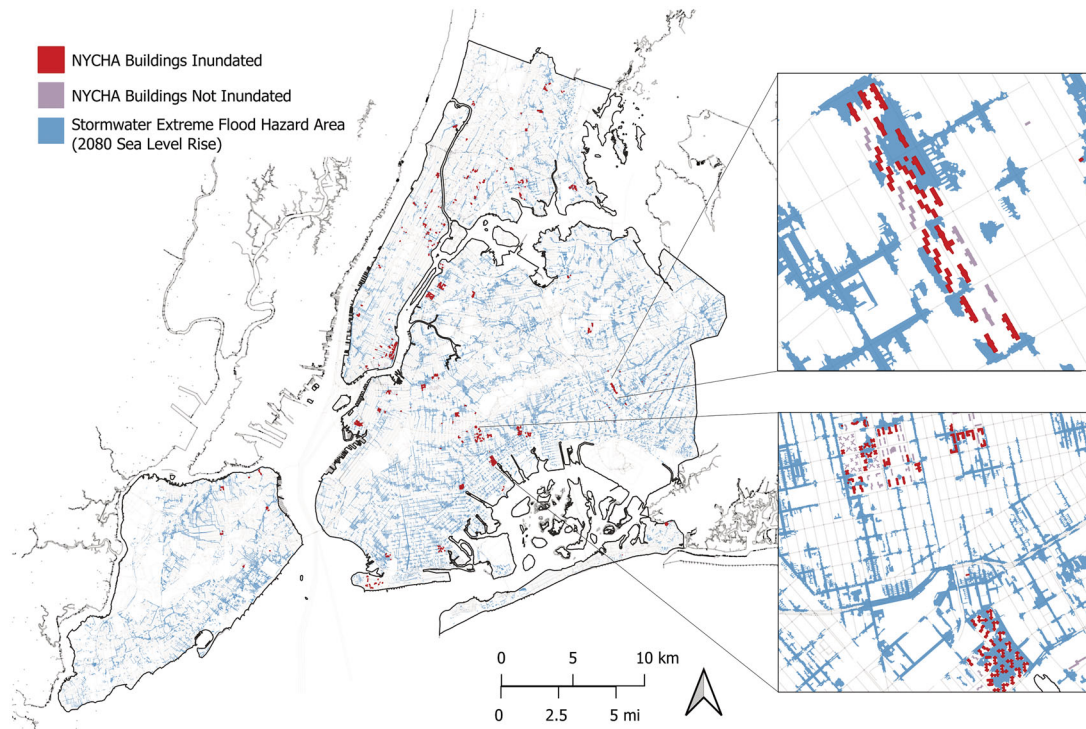 NYCHA Buildings Inundated
NYCHA Buildings Not Inundated
Stormwater Extreme Flood Hazard Area
(2080 Sea Level Rise)
0 5 10 km
0 2.5 5 mi